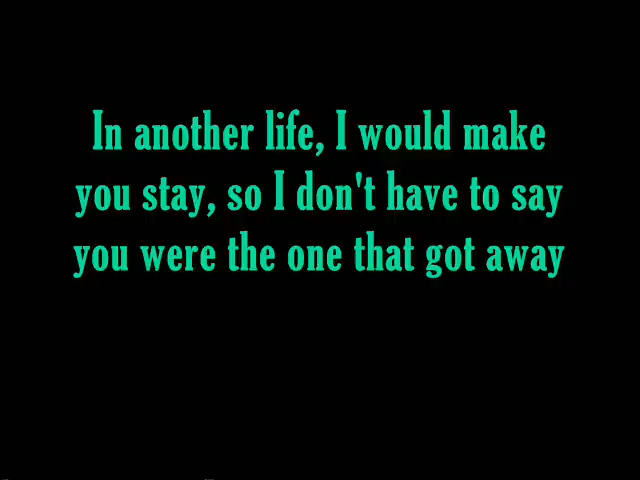 In another life, I would make
you stay, so I don't have to say
you were the one that got away